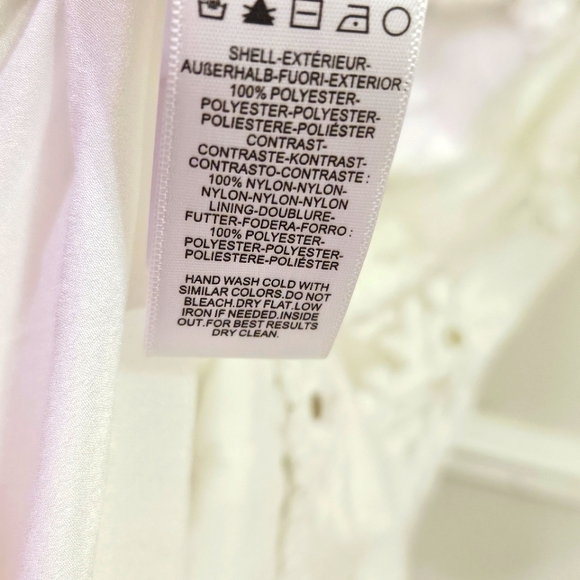 SHELL-EXTÉRIEUR-
AUßERHALB-FUORI-EXTERIOR:
100% POLYESTER-
POLYESTER-POLYESTER-
POLIESTERE-POLIÉSTER
CONTRAST-
CONTRASTE-KONTRAST-
CONTRASTO-CONTRASTE :
100% NYLON-NYLON-
NYLON-NYLON-NYLON
LINING-DOUBLURE-
FUTTER-FODERA-FORRO :
100% POLYESTER-
POLYESTER-POLYESTER-
POLIESTERE-POLIÉSTER
HAND WASH COLD WITH
SIMILAR COLORS.DO NOT
BLEACH.DRY FLAT.LOW
IRON IF NEEDED.INSIDE
OUT.FOR BEST RESULTS
DRY CLEAN.